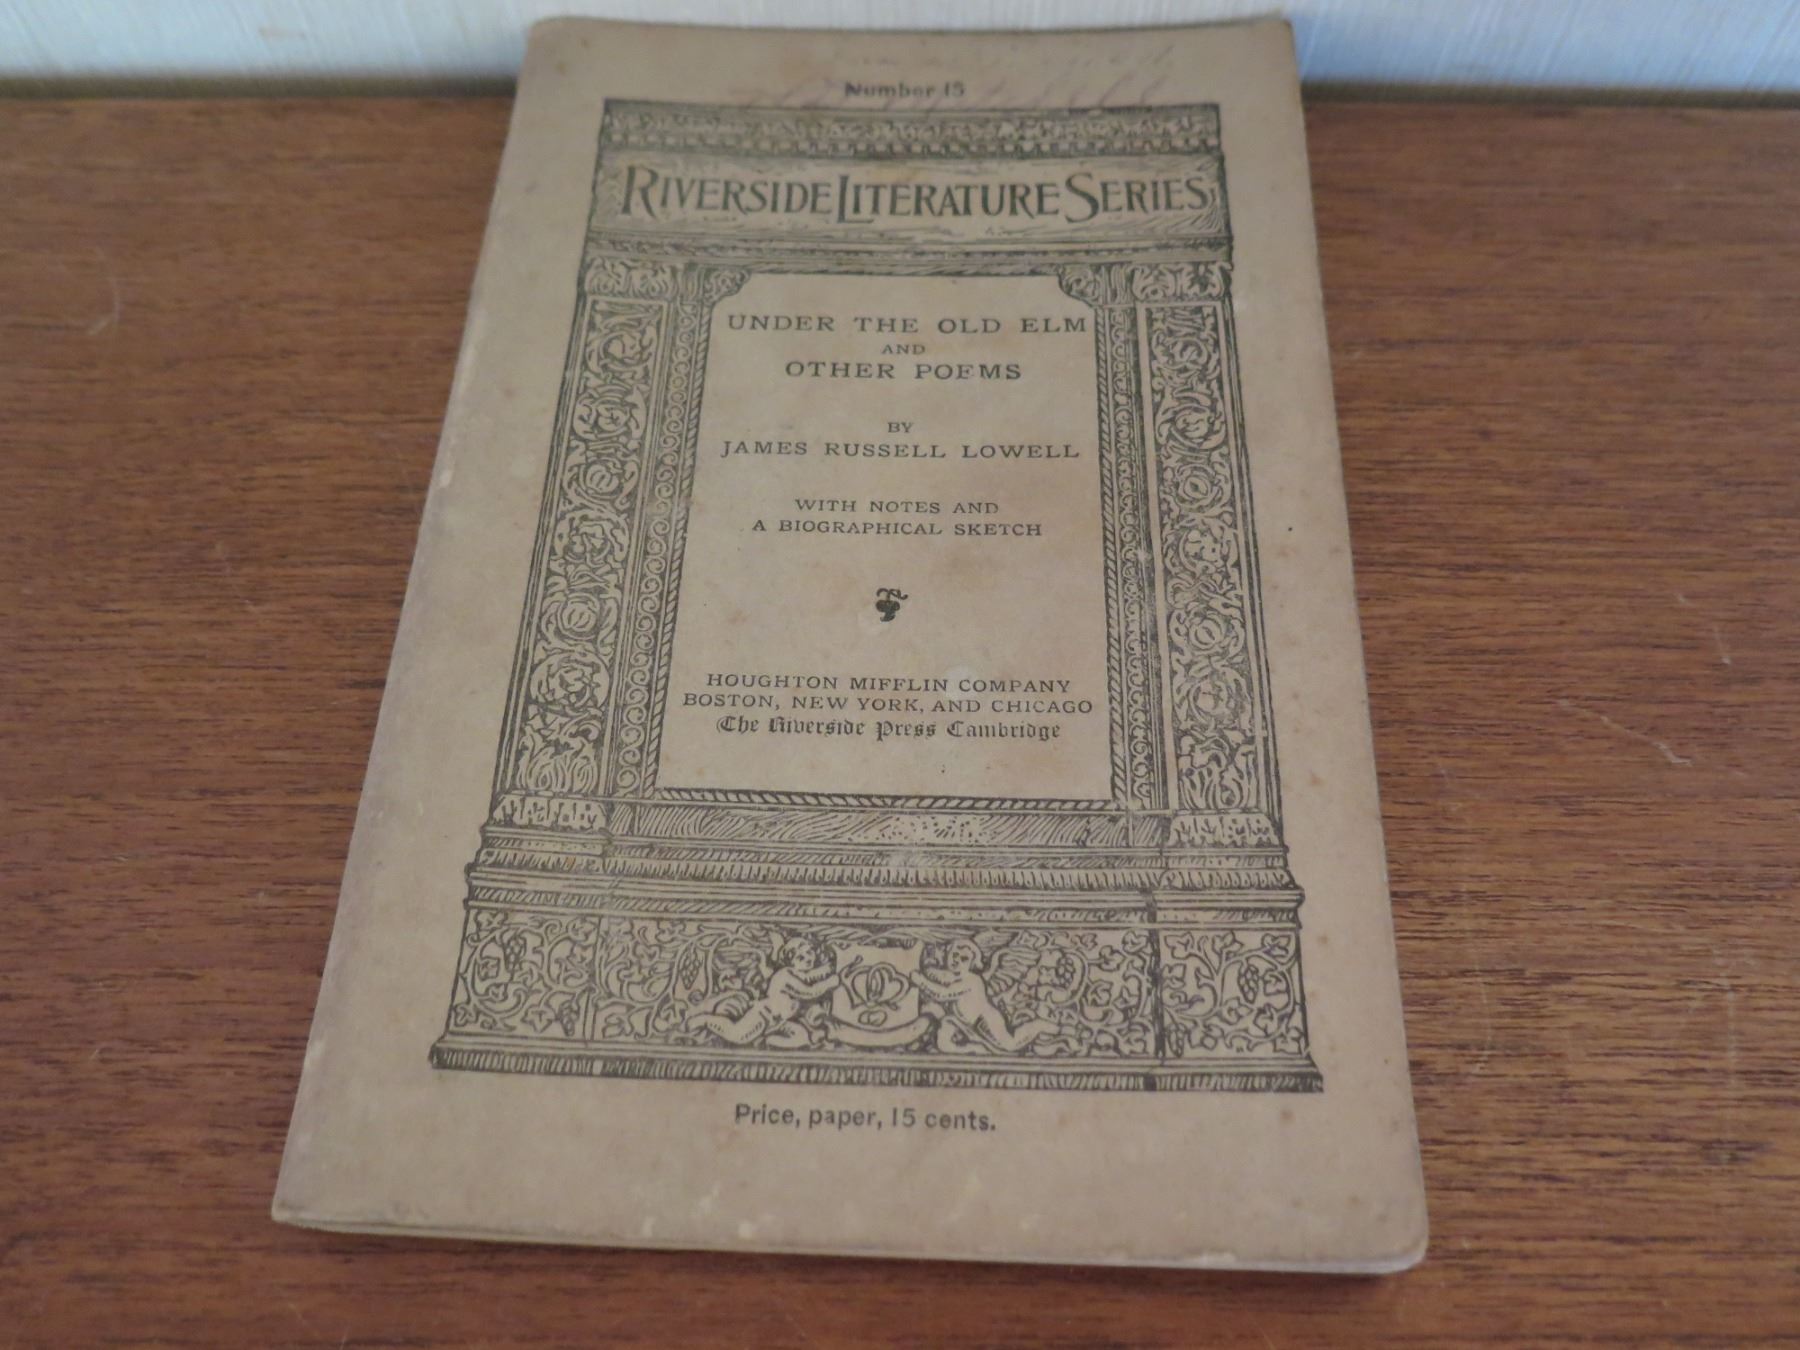 Number 15
RIVERSIDE LITERATURE SERIES
UNDER THE OLD ELM
AND
OTHER POEMS
BY
JAMES RUSSELL LOWELL
WITH NOTES AND
A BIOGRAPHICAL SKETCH
HOUGHTON MIFFLIN COMPANY
BOSTON, NEW YORK, AND CHICAGO
The Riverside Press Cambridge
Price, paper, 15 cents.